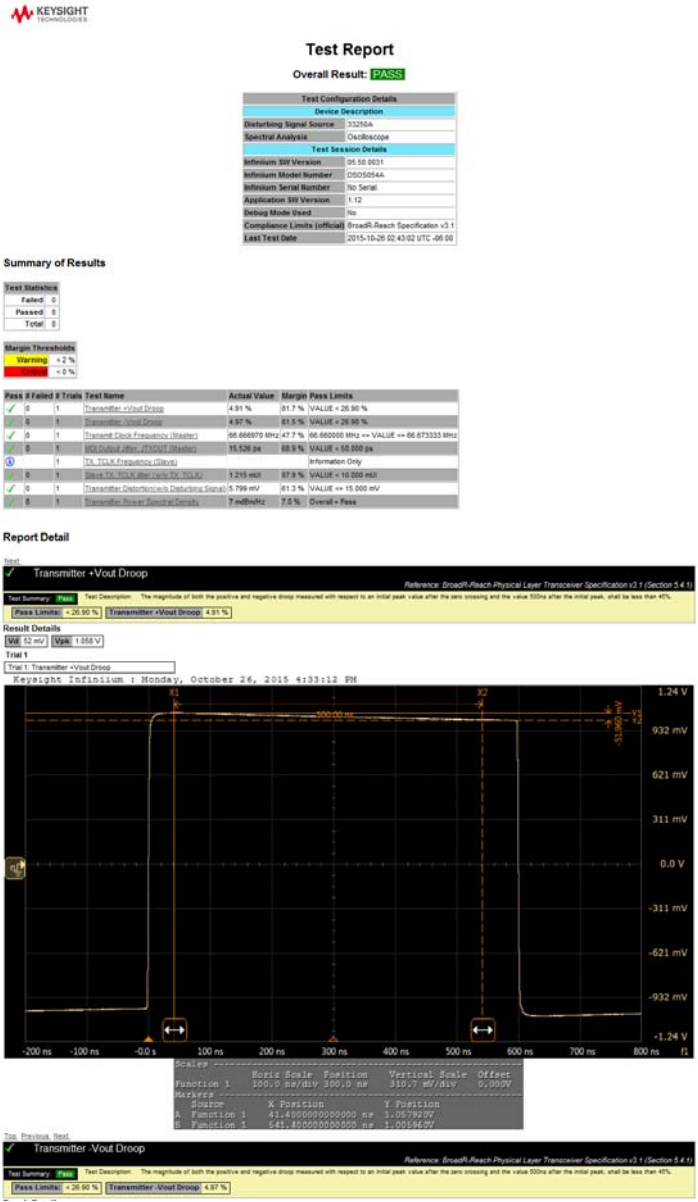 KEYSIGHT
TECHNOLOGIES
Test Report
Overall Result: PASS
Test Configuration Details
Device Description
Disturbing Signal Source 33250A
Spectral Analysis Oscilloscope
Test Session Details
Infiniium SW Version 05.50.0031
Infiniium Model Number DSOS054A
Infiniium Serial Number No Serial
Application SW Version 1.12
Debug Mode Used No
Compliance Limits (official) BroadR-Reach Specification v3.1
Last Test Date 2015-10-26 02:43:02 UTC -06:00
Summary of Results
Test Statistics
Failed 0
Passed 8
Total 8
Margin Thresholds
Warning < 2 %
Critical < 0 %
Pass # Failed # Trials Test Name Actual Value Margin Pass Limits
0 1 Transmitter +Vout Droop 4.91 % 81.7 % VALUE < 26.90 %
0 1 Transmitter -Vout Droop 4.97 % 81.5 % VALUE < 26.90 %
0 1 Transmit Clock Frequency (Master) 66.666970 MHz 47.7 % 66.660000 MHz <= VALUE <= 66.673333 MHz
0 1 MDI Output Jitter, JTXOUT (Master) 15.526 ps 68.9 % VALUE < 50.000 ps
1 TX_TCLK Frequency (Slave) Information Only
0 1 Slave TX_TCLK Jitter (w/o TX_TCLK) 1.215 mUI 87.9 % VALUE < 10.000 mUI
0 1 Transmitter Distortion(w/o Disturbing Signal) 5.799 mV 61.3 % VALUE <= 15.000 mV
0 1 Transmitter Power Spectral Density 7 mdBm/Hz 7.0 % Overall = Pass
Report Detail
Next
Transmitter +Vout Droop
Reference: BroadR-Reach Physical Layer Transceiver Specification v3.1 (Section 5.4.1)
Test Summary: Pass Test Description: The magnitude of both the positive and negative droop measured with respect to an initial peak value after the zero crossing and the value 500ns after the initial peak, shall be less than 45%.
Pass Limits: < 26.90 % Transmitter +Vout Droop 4.91 %
Result Details
Vd 52 mV Vpk 1.058 V
Trial 1
Trial 1: Transmitter +Vout Droop
Keysight Infiniium : Monday, October 26, 2015 4:33:12 PM
X1 X2 1.24 V
500.00 ns
-51.960 mV
932 mV
621 mV
311 mV
0.0 V
-311 mV
-621 mV
-932 mV
-1.24 V
-200 ns -100 ns -0.0 s 100 ns 200 ns 300 ns 400 ns 500 ns 600 ns 700 ns 800 ns f1
Scales
Horiz Scale Position Vertical Scale Offset
Function 1 100.0 ns/div 300.0 ns 310.7 mV/div 0.000V
Markers
Source X Position Y Position
A Function 1 41.4000000000000 ns 1.057920V
B Function 1 541.400000000000 ns 1.005960V
Top, Previous, Next,
Transmitter -Vout Droop
Reference: BroadR-Reach Physical Layer Transceiver Specification v3.1 (Section 5.4.1)
Test Summary: Pass Test Description: The magnitude of both the positive and negative droop measured with respect to an initial peak value after the zero crossing and the value 500ns after the initial peak, shall be less than 45%.
Pass Limits: < 26.90 % Transmitter -Vout Droop 4.97 %